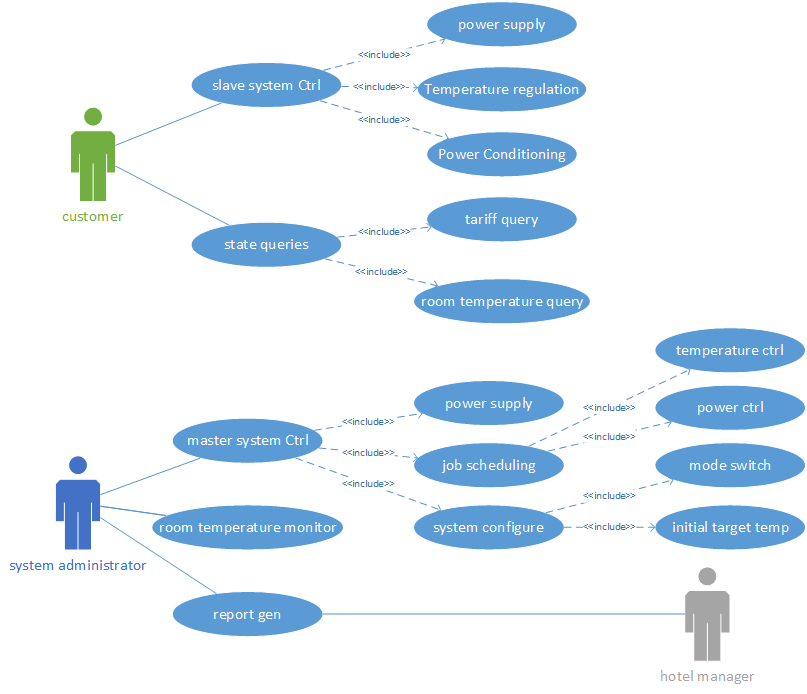 power supply
<<include>>
slave system Ctrl
<<include>>
Temperature regulation
<<include>>
Power Conditioning
customer
tariff query
state queries
<<include>>
<<include>>
room temperature query
temperature ctrl
power supply
<<include>>
power ctrl
<<include>>
master system Ctrl
<<include>>
<<include>>
job scheduling
mode switch
<<include>>
<<include>>
room temperature monitor
system configure
<<include>>
initial target temp
system administrator
report gen
hotel manager